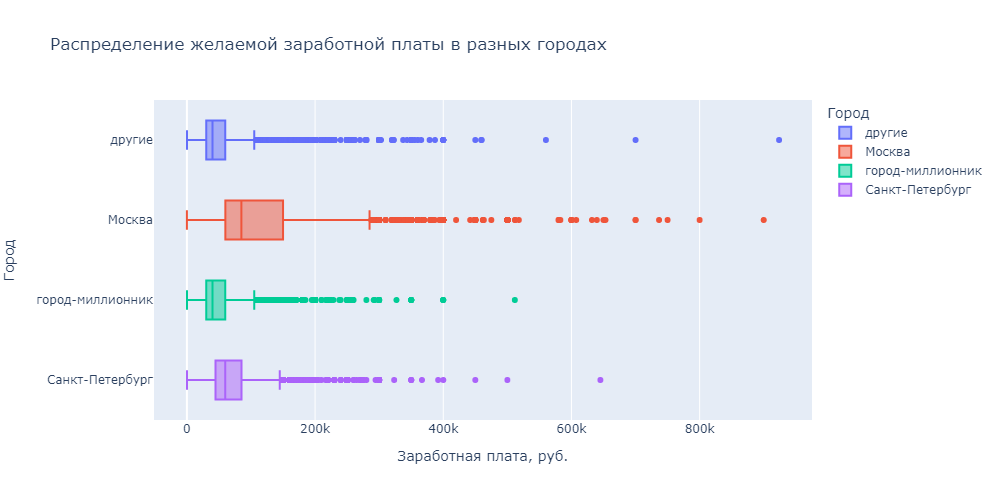 Распределение желаемой заработной платы в разных городах
Город
другие
Москва
город-миллионник
Санкт-Петербург
Город
другие
Москва
город-миллионник
Санкт-Петербург
0
200k
400k
600k
800k
Заработная плата, руб.